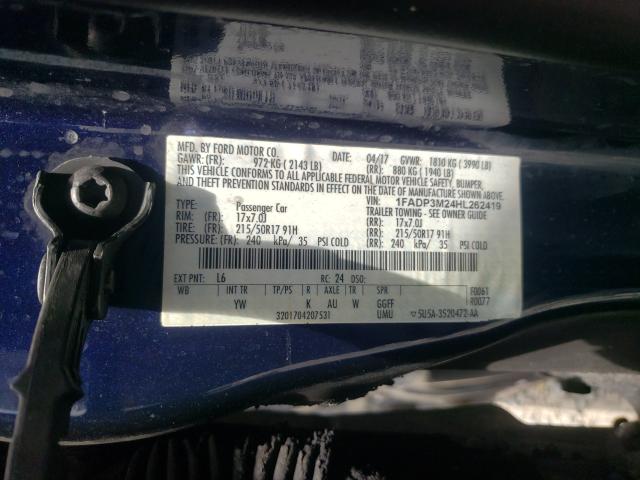 MFD. BY FORD MOTOR CO. DATE: 04/17 GVWR: 1810 KG ( 3990 LB)
GAWR: (FR): 972 KG ( 2143 LB) (RR): 880 KG ( 1940 LB)
THIS VEHICLE CONFORMS TO ALL APPLICABLE FEDERAL MOTOR VEHICLE SAFETY, BUMPER,
AND THEFT PREVENTION STANDARDS IN EFFECT ON THE DATE OF MANUFACTURE SHOWN ABOVE.
VIN: 1FADP3M24HL262419
TYPE: Passenger Car TRAILER TOWING - SEE OWNER GUIDE
RIM: (FR): 17x7.0J (RR): 17x7.0J
TIRE: (FR): 215/50R17 91H (RR): 215/50R17 91H
PRESSURE: (FR): 240 kPa/ 35 PSI COLD (RR): 240 kPa/ 35 PSI COLD
EXT PNT: L6 RC: 24 DSO: F0061
WB INT TR TP/PS R AXLE TR SPR R0077
YW K AU W GGFF
3201704207531 UMU ▽5U5A-3520472-AA